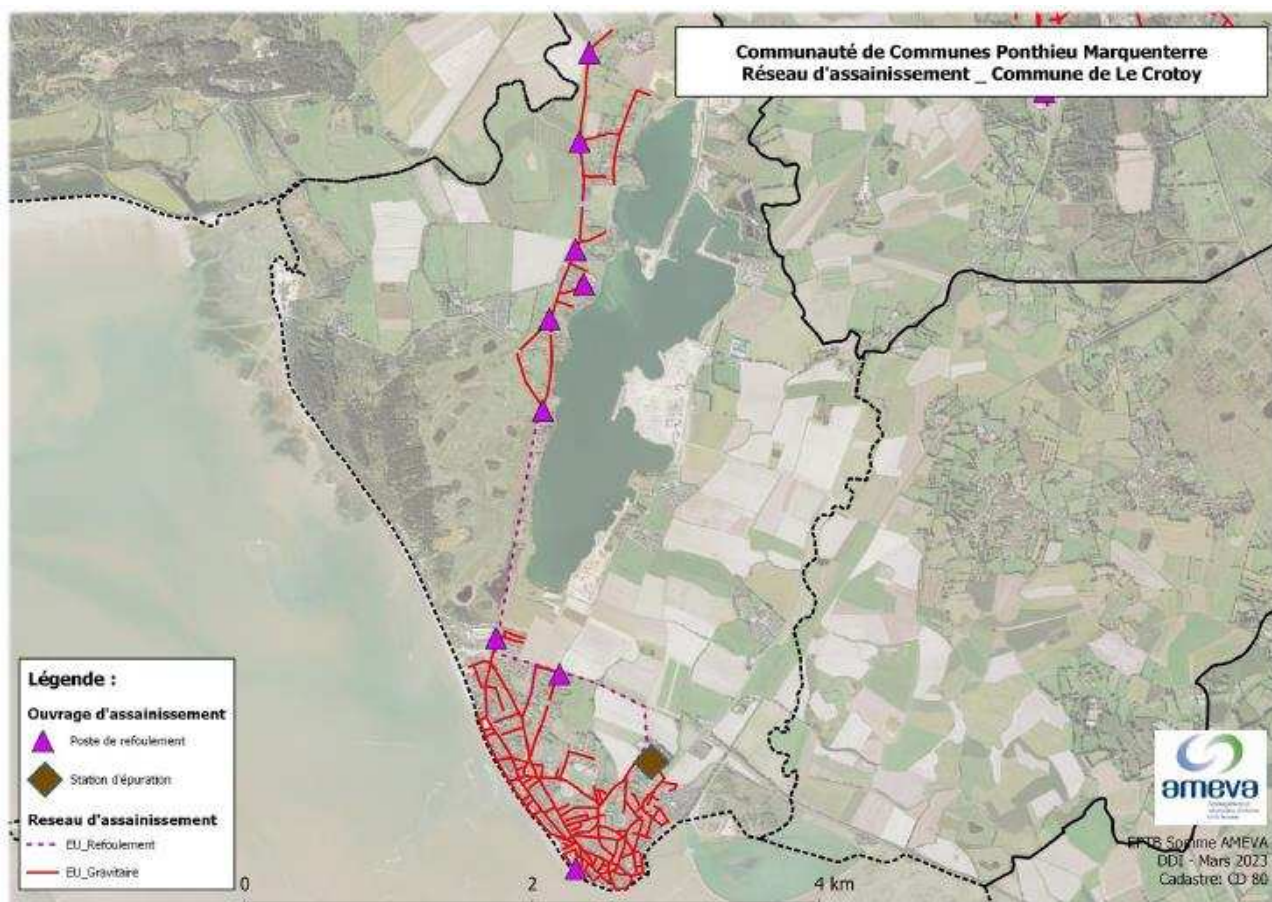 Communauté de Communes Ponthieu Marquenterre
Réseau d'assainissement _ Commune de Le Crotoy
Légende :
Ouvrage d'assainissement
Poste de refoulement
Station d'épuration
Reseau d'assainissement
EU_Refoulement
EU_Gravitaire
0 2 4 km
ameva
EPTB Somme AMEVA
DDI - Mars 2023
Cadastre: CD 80